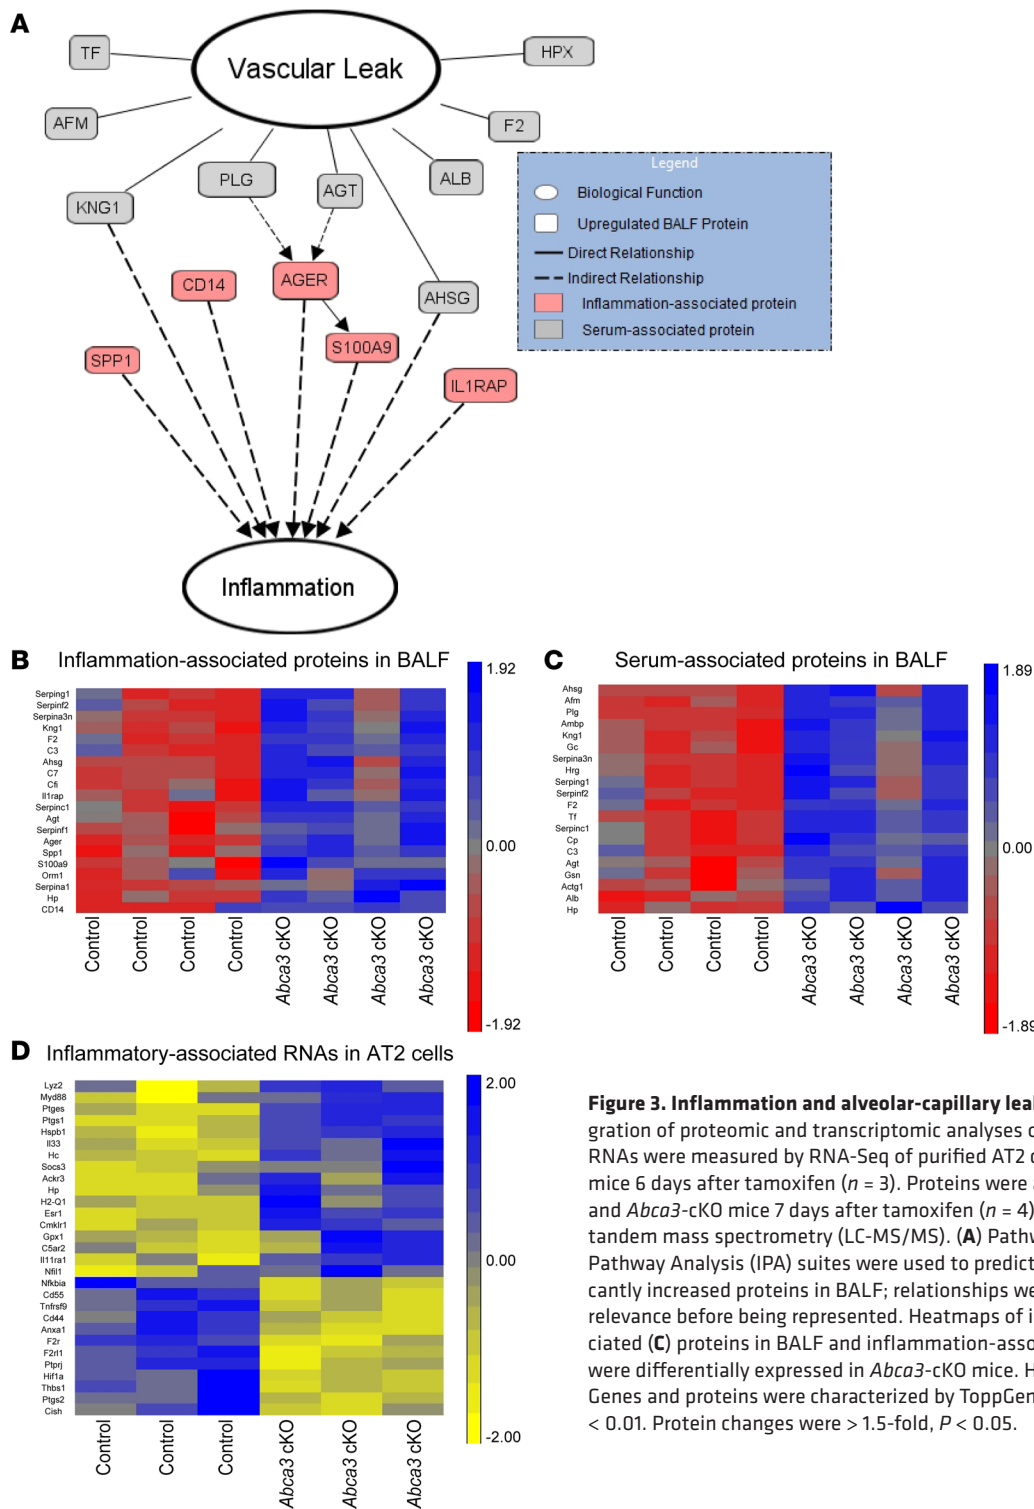 A
Vascular Leak
TF
HPX
AFM
F2
PLG
AGT
ALB
KNG1
CD14
AGER
AHSG
S100A9
SPP1
IL1RAP
Inflammation
Legend
Biological Function
Upregulated BALF Protein
Direct Relationship
Indirect Relationship
Inflammation-associated protein
Serum-associated protein
B Inflammation-associated proteins in BALF
1.92
0.00
-1.92
Serping1
Serpinf2
Serpina3n
Kng1
F2
C3
Ahsg
C7
Cfi
Il1rap
Serpinc1
Agt
Serpinf1
Ager
Spp1
S100a9
Orm1
Serpina1
Hp
CD14
Control Control Control Control Abca3 cKO Abca3 cKO Abca3 cKO Abca3 cKO
C Serum-associated proteins in BALF
1.89
0.00
-1.89
Ahsg
Afm
Plg
Ambp
Kng1
Gc
Serpina3n
Hrg
Serping1
Serpinf2
F2
Tf
Serpinc1
Cp
C3
Agt
Gsn
Actg1
Alb
Hp
Control Control Control Control Abca3 cKO Abca3 cKO Abca3 cKO Abca3 cKO
D Inflammatory-associated RNAs in AT2 cells
2.00
0.00
-2.00
Lyz2
Myd88
Ptges
Ptgs1
Hspb1
Il33
Hc
Socs3
Ackr3
Hp
H2-Q1
Esr1
Cmklr1
Gpx1
C5ar2
Il11ra1
Nfil1
Nfkbia
Cd55
Tnfrsf9
Cd44
Anxa1
F2r
F2rl1
Ptprj
Hif1a
Thbs1
Ptgs2
Cish
Control Control Control Abca3 cKO Abca3 cKO Abca3 cKO
Figure 3. Inflammation and alveolar-capillary leak
gration of proteomic and transcriptomic analyses
RNAs were measured by RNA-Seq of purified AT2
mice 6 days after tamoxifen (n = 3). Proteins were
and Abca3-cKO mice 7 days after tamoxifen (n = 4)
tandem mass spectrometry (LC-MS/MS). (A)
Pathway Analysis (IPA) suites were used to predict
cantly increased proteins in BALF; relationships
relevance before being represented. Heatmaps of
ciated (C) proteins in BALF and
were differentially expressed in Abca3-cKO mice.
Genes and proteins were characterized by
< 0.01. Protein changes were > 1.5-fold, P < 0.05.